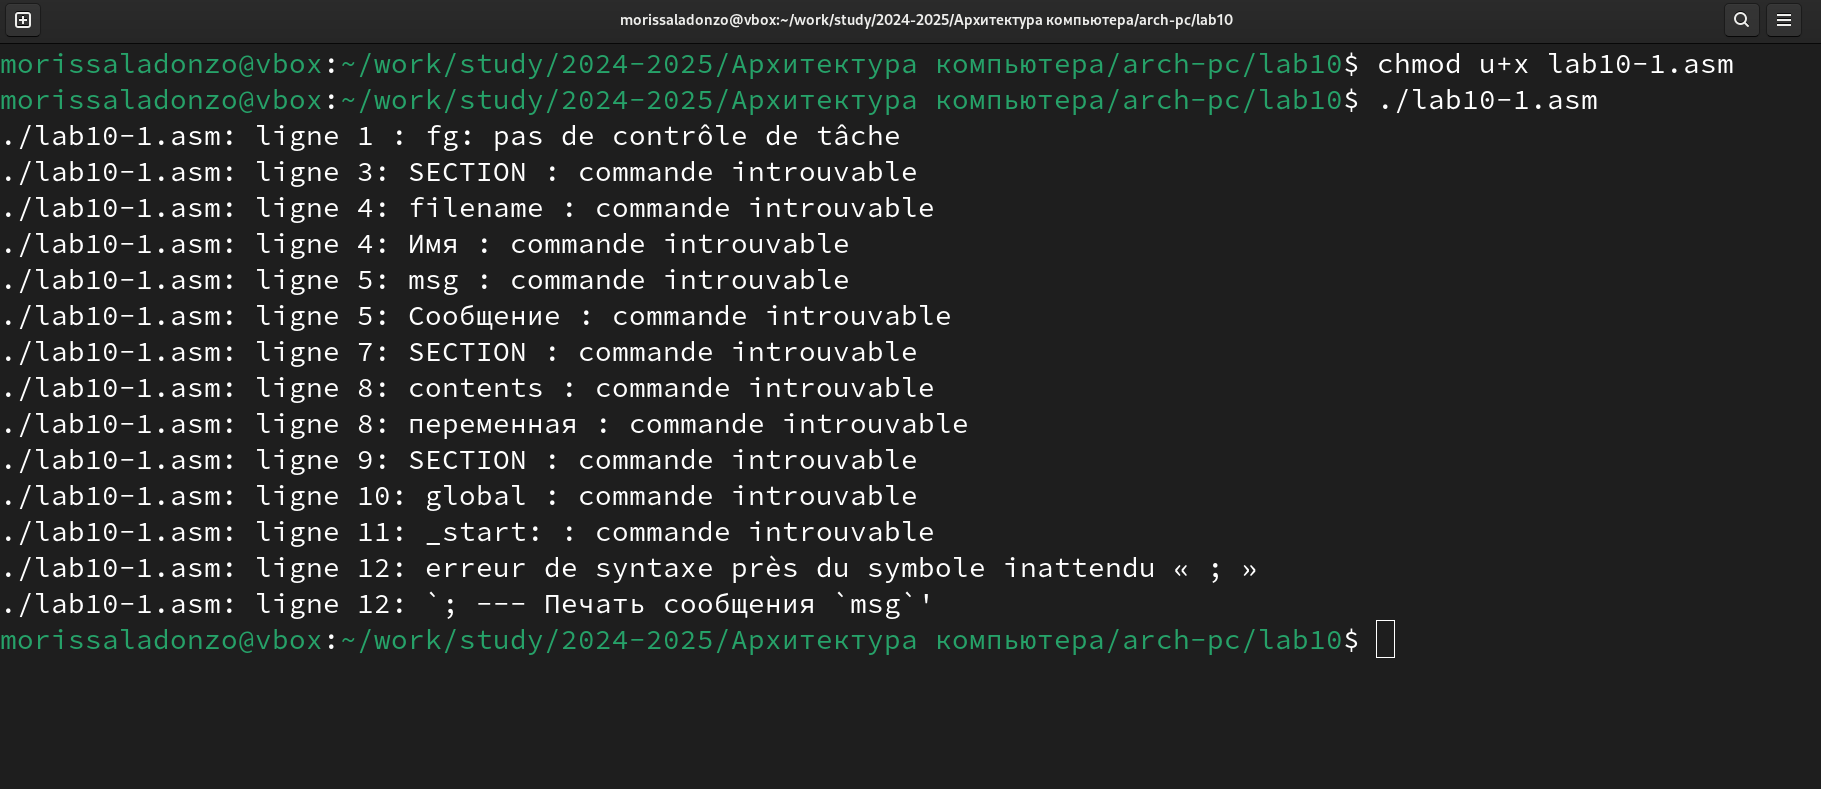 morissaladonzo@vbox:~/work/study/2024-2025/Архитектура компьютера/arch-pc/lab10
morissaladonzo@vbox:~/work/study/2024-2025/Архитектура компьютера/arch-pc/lab10$ chmod u+x lab10-1.asm
morissaladonzo@vbox:~/work/study/2024-2025/Архитектура компьютера/arch-pc/lab10$ ./lab10-1.asm
./lab10-1.asm: ligne 1 : fg: pas de contrôle de tâche
./lab10-1.asm: ligne 3: SECTION : commande introuvable
./lab10-1.asm: ligne 4: filename : commande introuvable
./lab10-1.asm: ligne 4: Имя : commande introuvable
./lab10-1.asm: ligne 5: msg : commande introuvable
./lab10-1.asm: ligne 5: Сообщение : commande introuvable
./lab10-1.asm: ligne 7: SECTION : commande introuvable
./lab10-1.asm: ligne 8: contents : commande introuvable
./lab10-1.asm: ligne 8: переменная : commande introuvable
./lab10-1.asm: ligne 9: SECTION : commande introuvable
./lab10-1.asm: ligne 10: global : commande introuvable
./lab10-1.asm: ligne 11: _start: : commande introuvable
./lab10-1.asm: ligne 12: erreur de syntaxe près du symbole inattendu « ; »
./lab10-1.asm: ligne 12: `; --- Печать сообщения `msg`'
morissaladonzo@vbox:~/work/study/2024-2025/Архитектура компьютера/arch-pc/lab10$